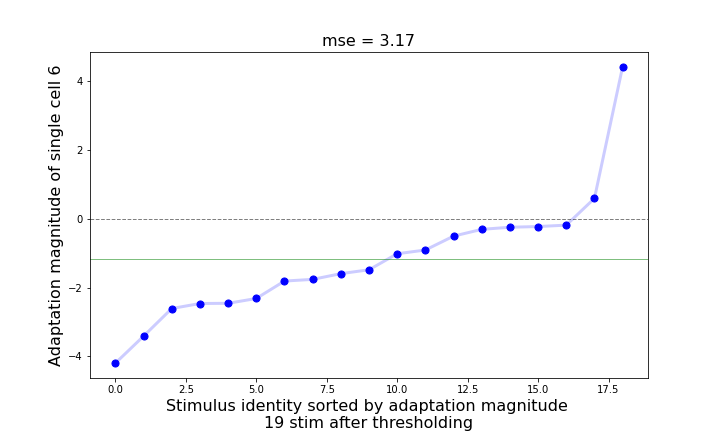 mse = 3.17
Adaptation magnitude of single cell 6
4
2
0
−2
−4
0.0 2.5 5.0 7.5 10.0 12.5 15.0 17.5
Stimulus identity sorted by adaptation magnitude
19 stim after thresholding